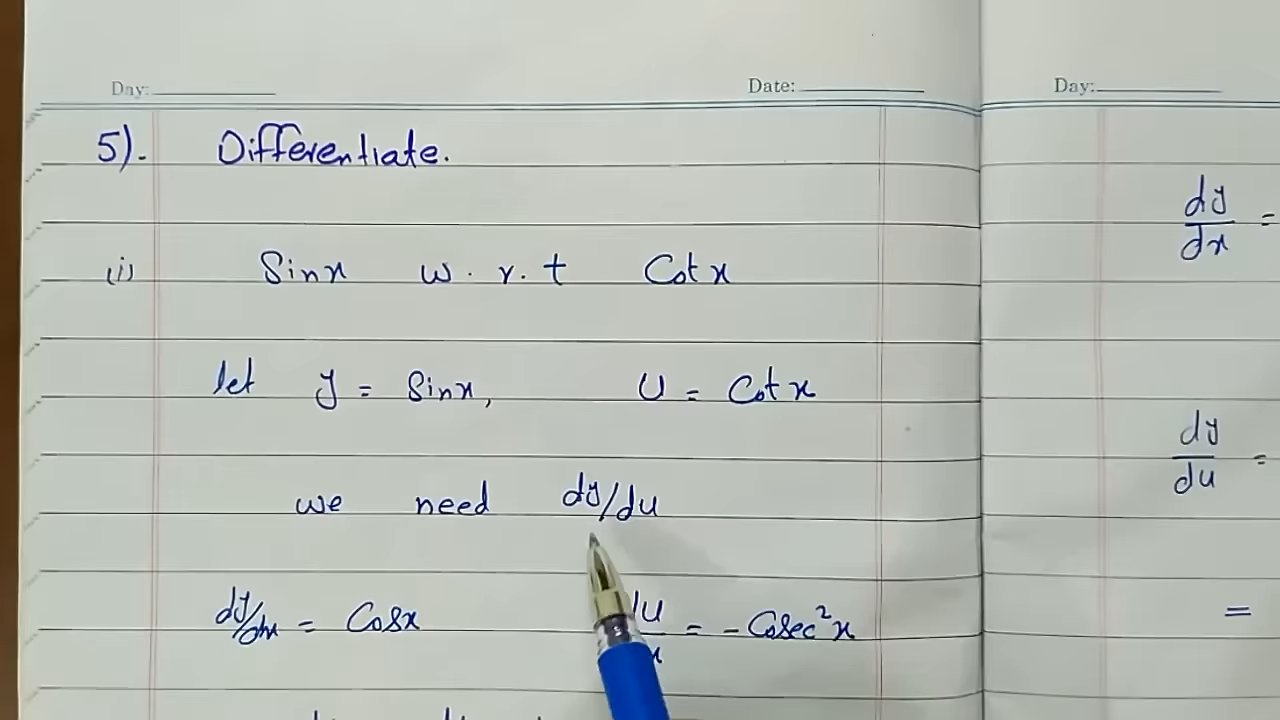 Day: Date:
5). Differentiate.
(i) Sinx w.r.t Cotx
let y = Sinx, U = Cotx
we need dy/du
dy/dx = Cosx = -Cosec²x
Day:
dy/dx =
dy/du =
=